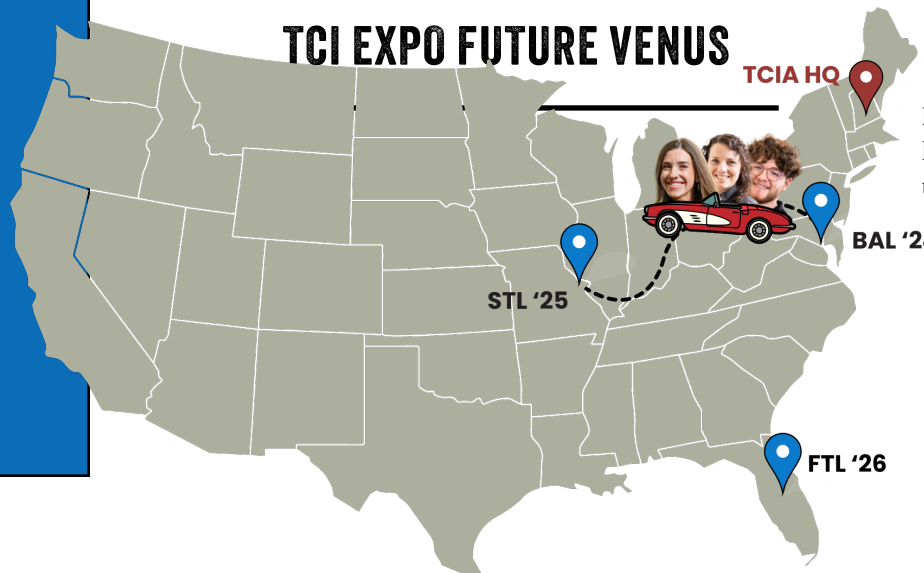 TCI EXPO FUTURE VENUS
TCIA HQ
BAL ‘2
STL ‘25
FTL ‘26